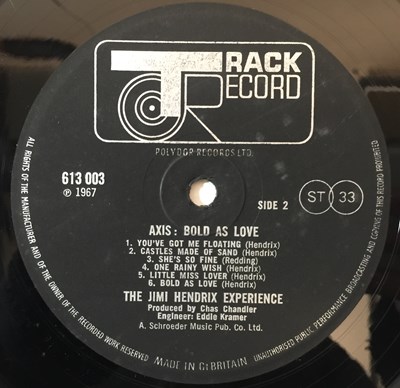 TRACK
RECORD
POLYDOR RECORDS LTD.
613 003
℗ 1967
SIDE 2
ST 33
AXIS: BOLD AS LOVE
1. YOU'VE GOT ME FLOATING (Hendrix)
2. CASTLES MADE OF SAND (Hendrix)
3. SHE'S SO FINE (Redding)
4. ONE RAINY WISH (Hendrix)
5. LITTLE MISS LOVER (Hendrix)
6. BOLD AS LOVE (Hendrix)
THE JIMI HENDRIX EXPERIENCE
Produced by Chas Chandler
Engineer: Eddie Kramer
A. Schroeder Music Pub. Co. Ltd.
ALL RIGHTS OF THE MANUFACTURER AND OF THE OWNER OF THE RECORDED WORK RESERVED
MADE IN Gt BRITAIN
UNAUTHORISED PUBLIC PERFORMANCE BROADCASTING AND COPYING OF THIS RECORD PROHIBITED